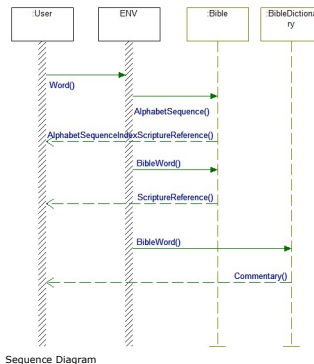 :User
ENV
:Bible
:BibleDictiona
ry
Word()
AlphabetSequence()
AlphabetSequenceIndexScriptureReference()
BibleWord()
ScriptureReference()
BibleWord()
Commentary()
Sequence Diagram